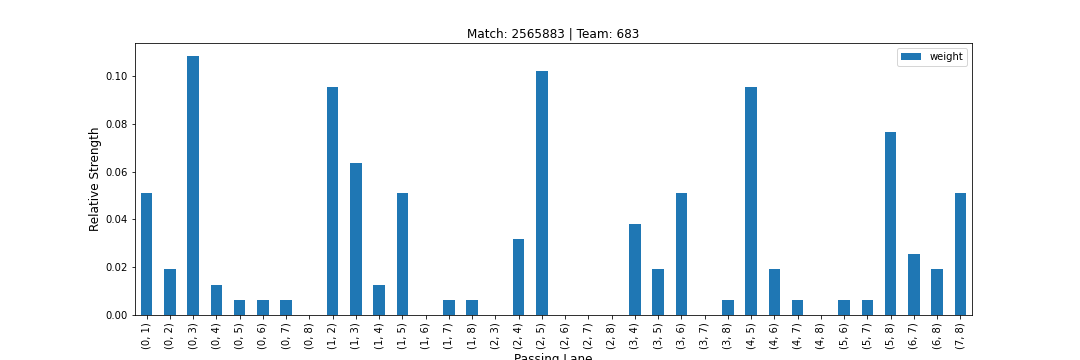 Match: 2565883 | Team: 683
weight
Relative Strength
0.10
0.08
0.06
0.04
0.02
0.00
(0, 1) (0, 2) (0, 3) (0, 4) (0, 5) (0, 6) (0, 7) (0, 8) (1, 2) (1, 3) (1, 4) (1, 5) (1, 6) (1, 7) (1, 8) (2, 3) (2, 4) (2, 5) (2, 6) (2, 7) (2, 8) (3, 4) (3, 5) (3, 6) (3, 7) (3, 8) (4, 5) (4, 6) (4, 7) (4, 8) (5, 6) (5, 7) (5, 8) (6, 7) (6, 8) (7, 8)
Passing Lane